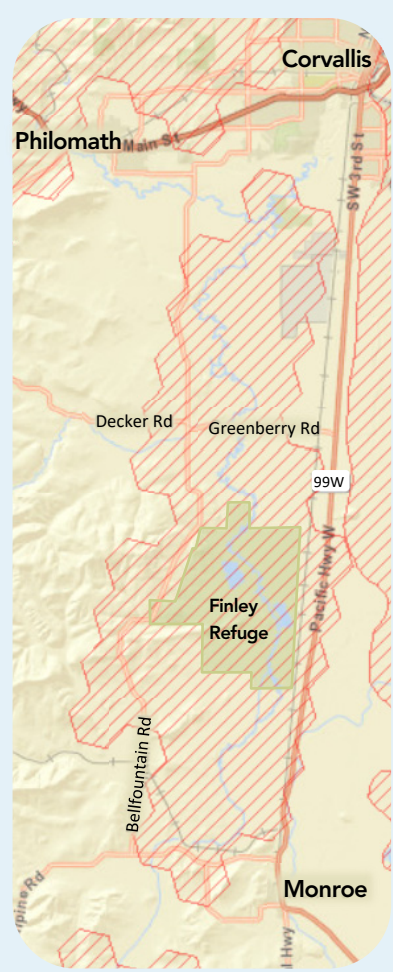 Corvallis
Philomath
Main St
SW 3rd St
Decker Rd
Greenberry Rd
99W
Pacific Hwy W
Finley
Refuge
Bellfountain Rd
Monroe
Hwy